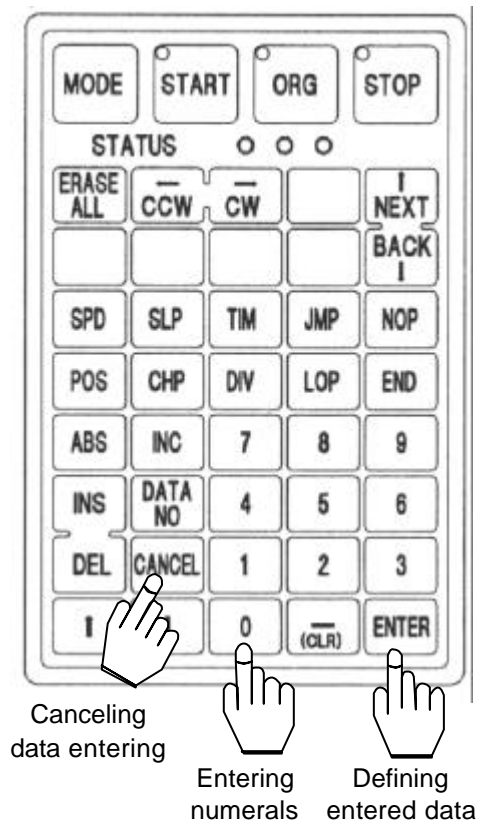 MODE START ORG STOP
STATUS
ERASE ALL CCW CW NEXT
BACK
SPD SLP TIM JMP NOP
POS CHP DIV LOP END
ABS INC 7 8 9
INS DATA NO 4 5 6
DEL CANCEL 1 2 3
0 — (CLR) ENTER
Canceling
data entering
Entering
numerals
Defining
entered data